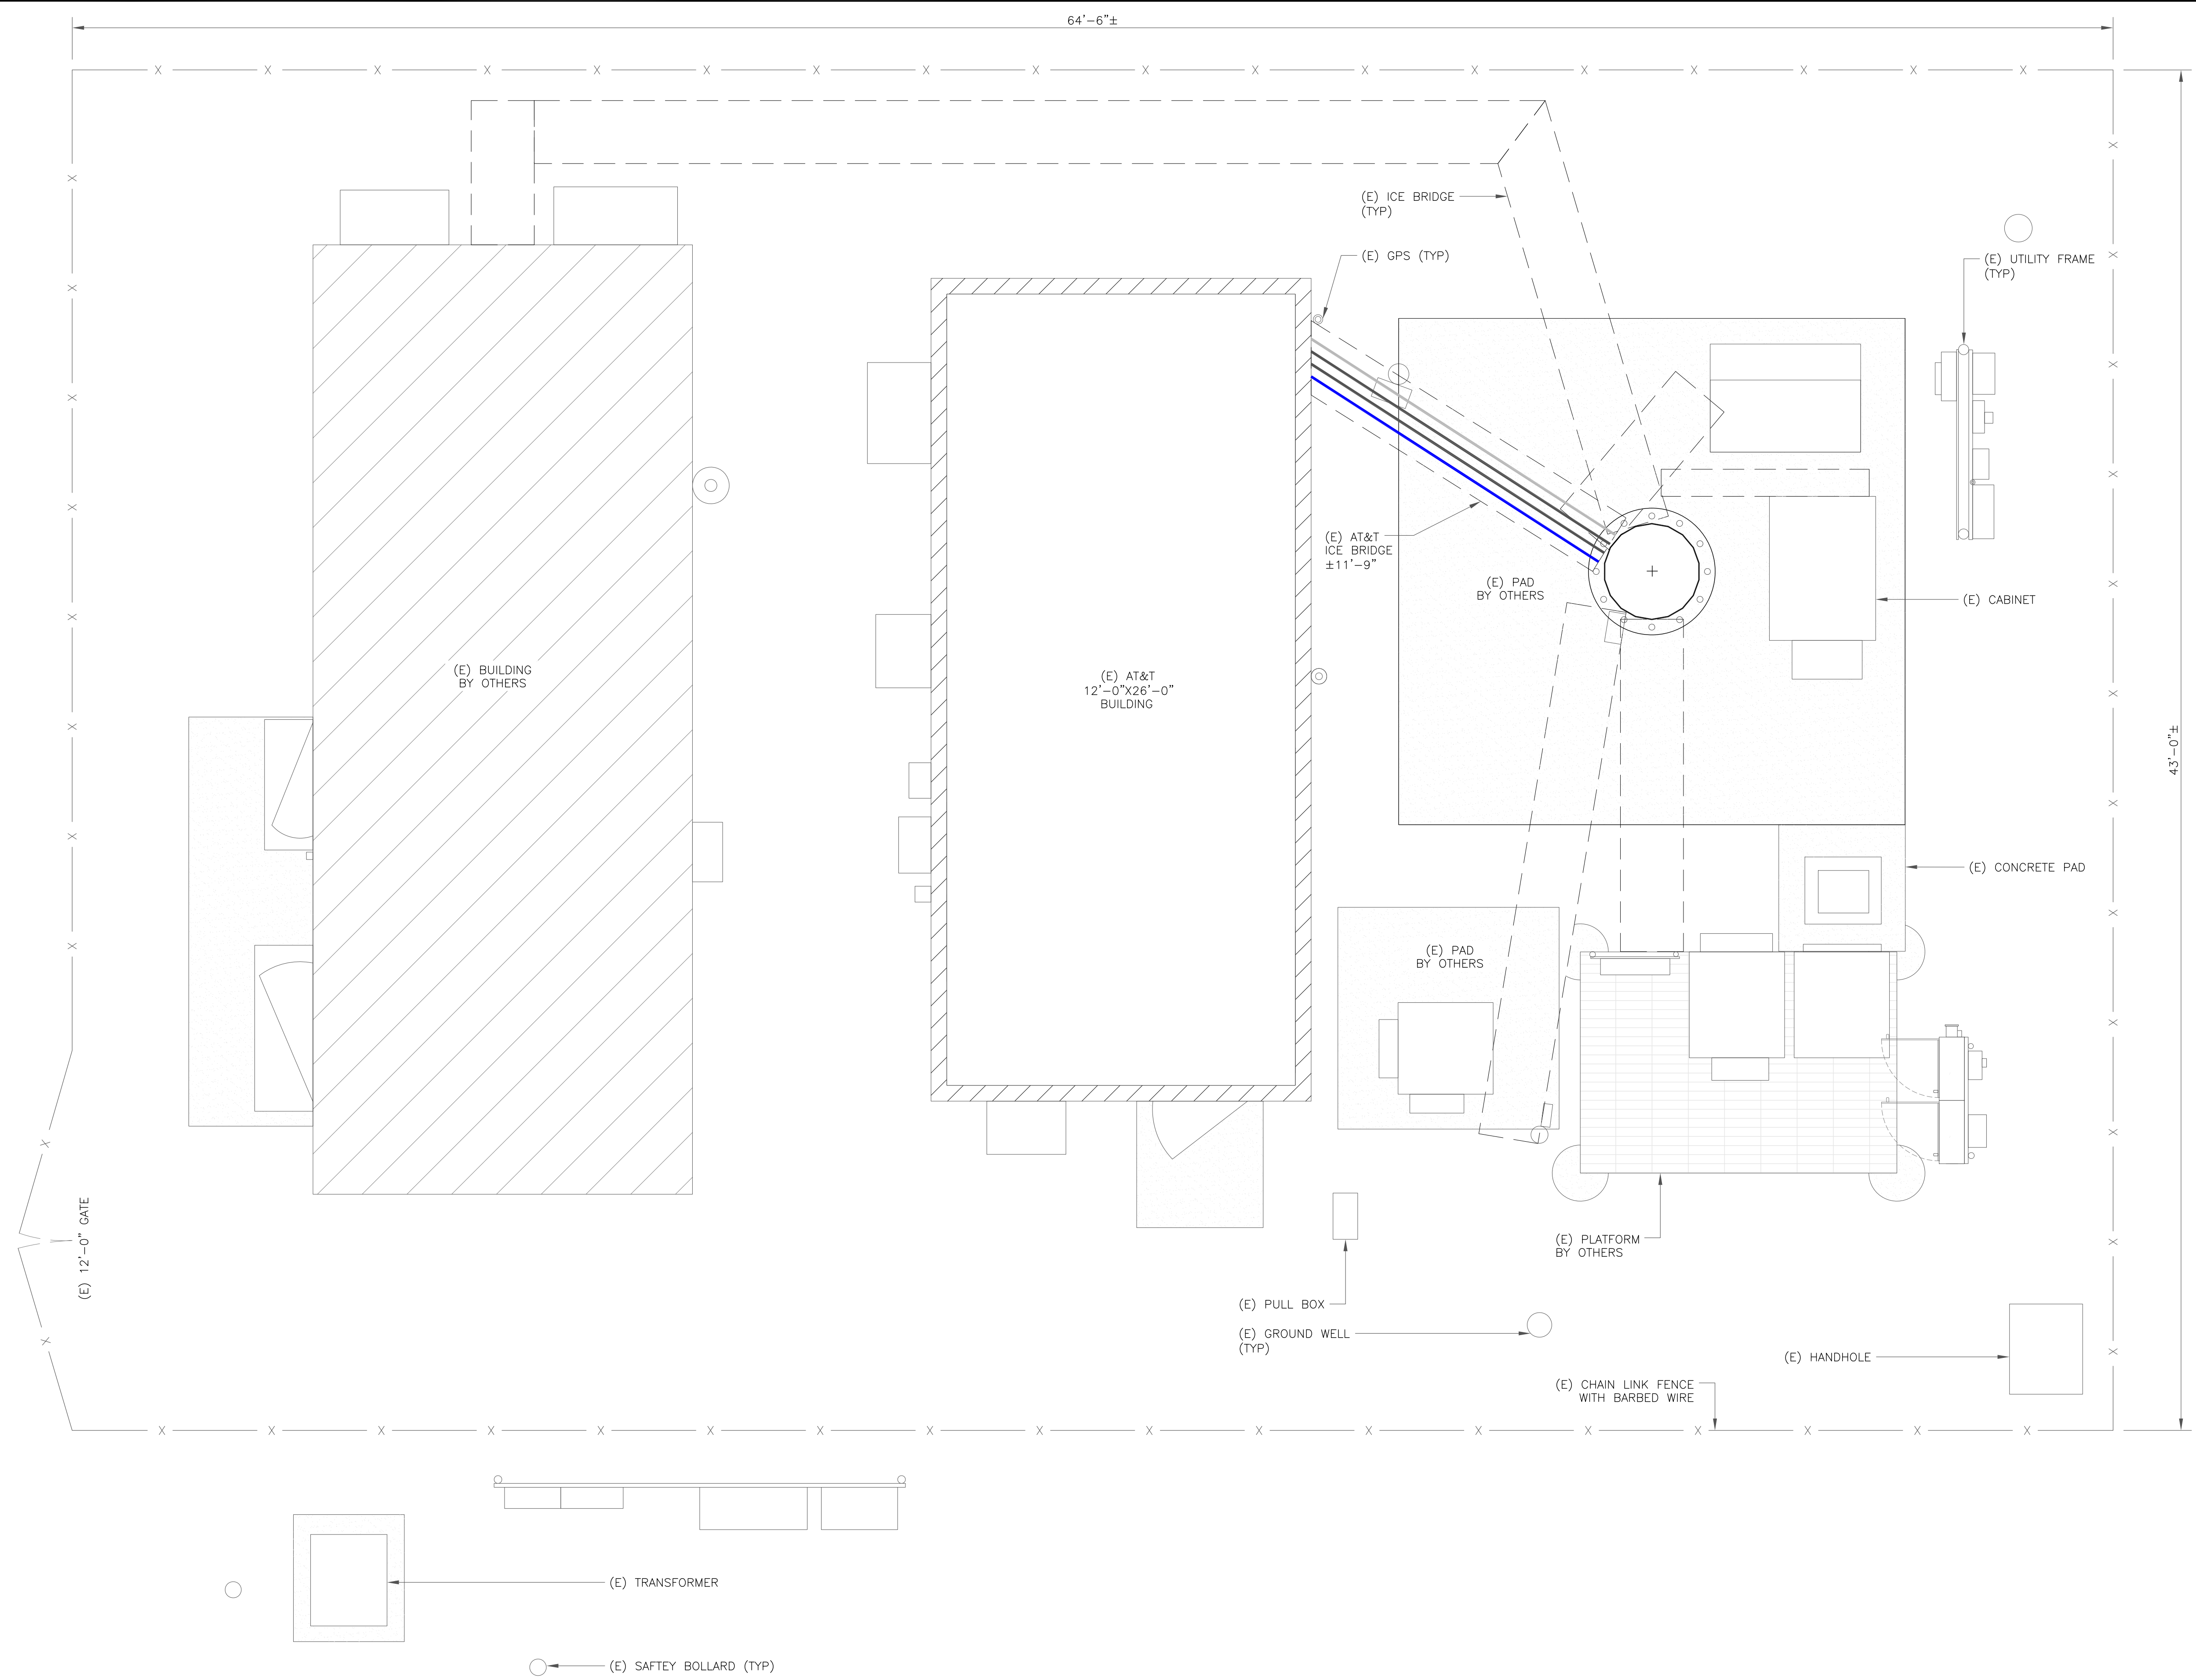 64'-6"±
(E) ICE BRIDGE
(TYP)
(E) GPS (TYP)
(E) UTILITY FRAME
(TYP)
(E) AT&T
ICE BRIDGE
±11'-9"
(E) PAD
BY OTHERS
(E) CABINET
(E) BUILDING
BY OTHERS
(E) AT&T
12'-0"X26'-0"
BUILDING
43'-0"±
(E) CONCRETE PAD
(E) PAD
BY OTHERS
(E) 12'-0" GATE
(E) PLATFORM
BY OTHERS
(E) PULL BOX
(E) GROUND WELL
(TYP)
(E) HANDHOLE
(E) CHAIN LINK FENCE
WITH BARBED WIRE
(E) TRANSFORMER
(E) SAFTEY BOLLARD (TYP)